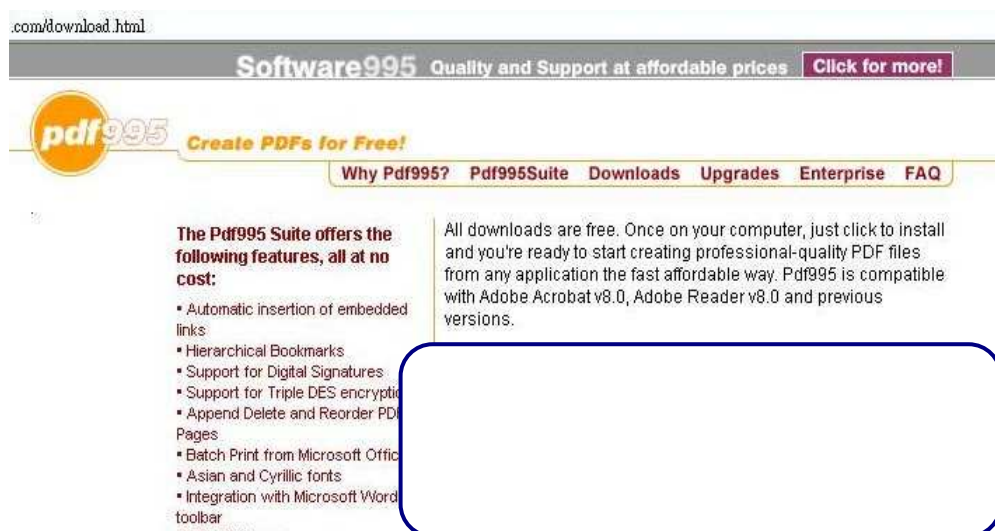 .com/download.html
Software995 Quality and Support at affordable prices Click for more!
pdf995 Create PDFs for Free!
Why Pdf995? Pdf995Suite Downloads Upgrades Enterprise FAQ
The Pdf995 Suite offers the
following features, all at no
cost:
▪ Automatic insertion of embedded
links
▪ Hierarchical Bookmarks
▪ Support for Digital Signatures
▪ Support for Triple DES
▪ Append Delete and Reorder
Pages
▪ Batch Print from Microsoft
▪ Asian and Cyrillic fonts
▪ Integration with Microsoft Word
toolbar
All downloads are free. Once on your computer, just click to install
and you're ready to start creating professional-quality PDF files
from any application the fast affordable way. Pdf995 is compatible
with Adobe Acrobat v8.0, Adobe Reader v8.0 and previous
versions.